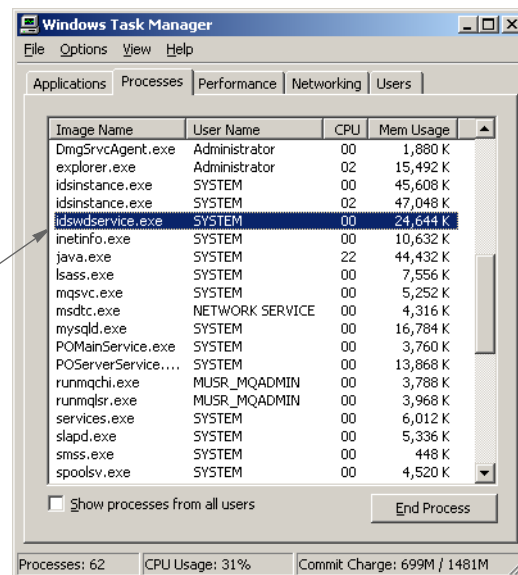 Windows Task Manager
File Options View Help
Applications Processes Performance Networking Users
Image Name User Name CPU Mem Usage
DmgSrvcAgent.exe Administrator 00 1,880 K
explorer.exe Administrator 02 15,492 K
idsinstance.exe SYSTEM 00 45,608 K
idsinstance.exe SYSTEM 02 47,048 K
idswdservice.exe SYSTEM 00 24,644 K
inetinfo.exe SYSTEM 00 10,632 K
java.exe SYSTEM 22 44,432 K
lsass.exe SYSTEM 00 7,556 K
mqsvc.exe SYSTEM 00 5,252 K
msdtc.exe NETWORK SERVICE 00 4,316 K
mysqld.exe SYSTEM 00 16,784 K
POMainService.exe SYSTEM 00 3,760 K
POServerService.... SYSTEM 00 13,868 K
runmqchi.exe MUSR_MQADMIN 00 3,788 K
runmqlsr.exe MUSR_MQADMIN 00 3,968 K
services.exe SYSTEM 00 6,012 K
slapd.exe SYSTEM 00 5,336 K
smss.exe SYSTEM 00 448 K
spoolsv.exe SYSTEM 00 4,520 K
Show processes from all users
End Process
Processes: 62 CPU Usage: 31% Commit Charge: 699M / 1481M